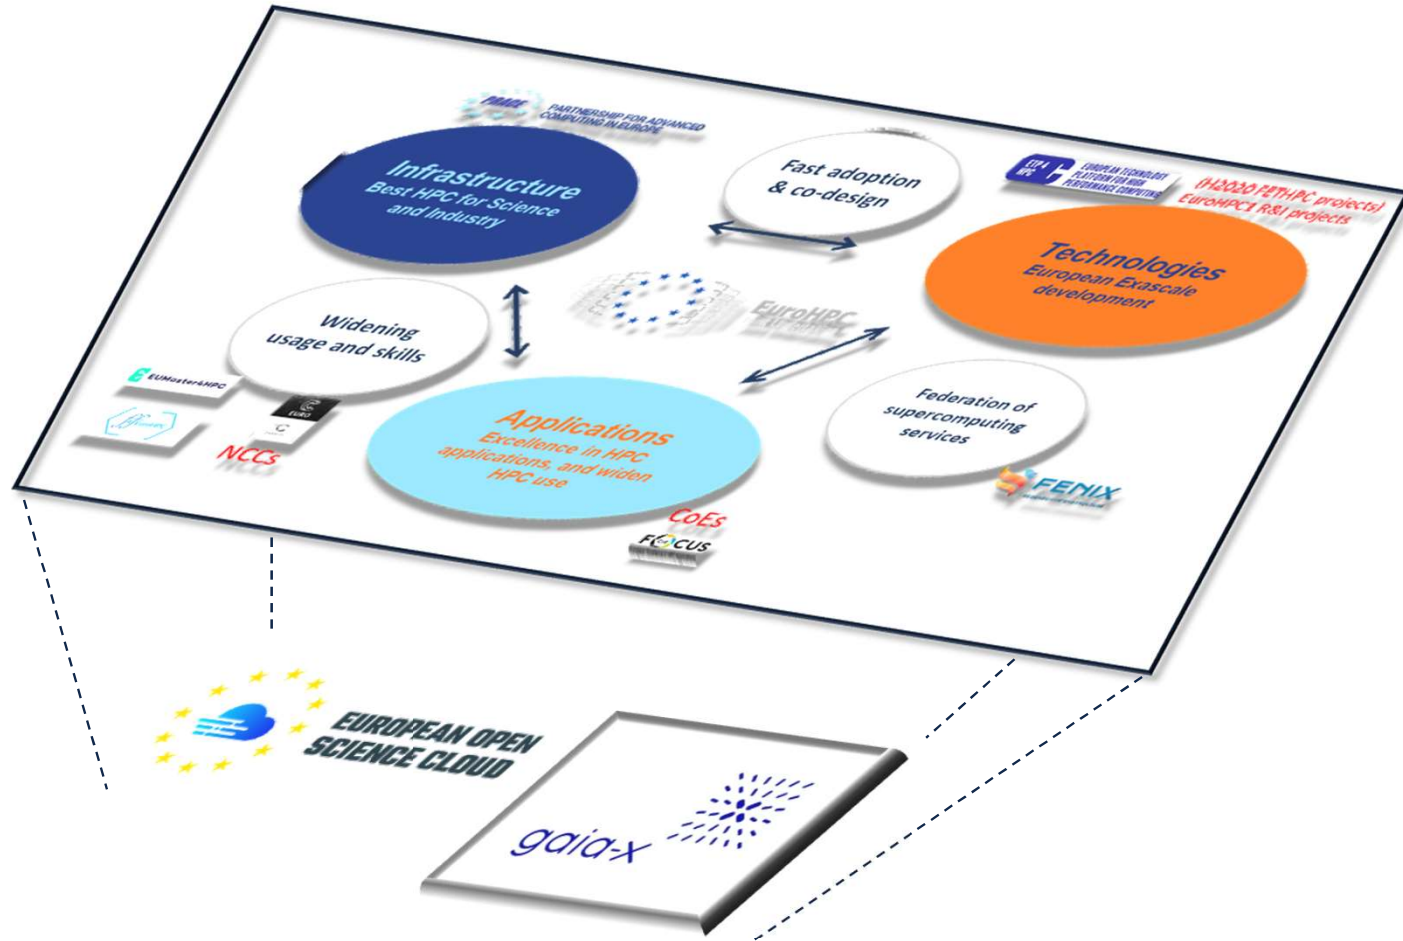 PRACE
PARTNERSHIP FOR ADVANCED
COMPUTING IN EUROPE
Infrastructure
Best HPC for Science
and Industry
Fast adoption
& co-design
ETP 4
HPC
EUROPEAN TECHNOLOGY
PLATFORM FOR HIGH
PERFORMANCE COMPUTING
(H2020 FETHPC projects)
EuroHPC1 R&I projects
Technologies
European Exascale
development
EuroHPC
Widening
usage and skills
EUMaster4HPC
EURO
NCCs
Applications
Excellence in HPC
applications, and widen
HPC use
CoEs
FOCUS
Federation of
supercomputing
services
FENIX
EUROPEAN OPEN
SCIENCE CLOUD
gaia-x